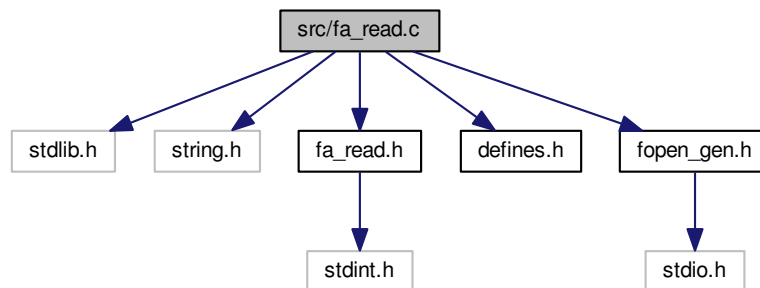 src/fa_read.c
stdlib.h
string.h
fa_read.h
defines.h
fopen_gen.h
stdint.h
stdio.h